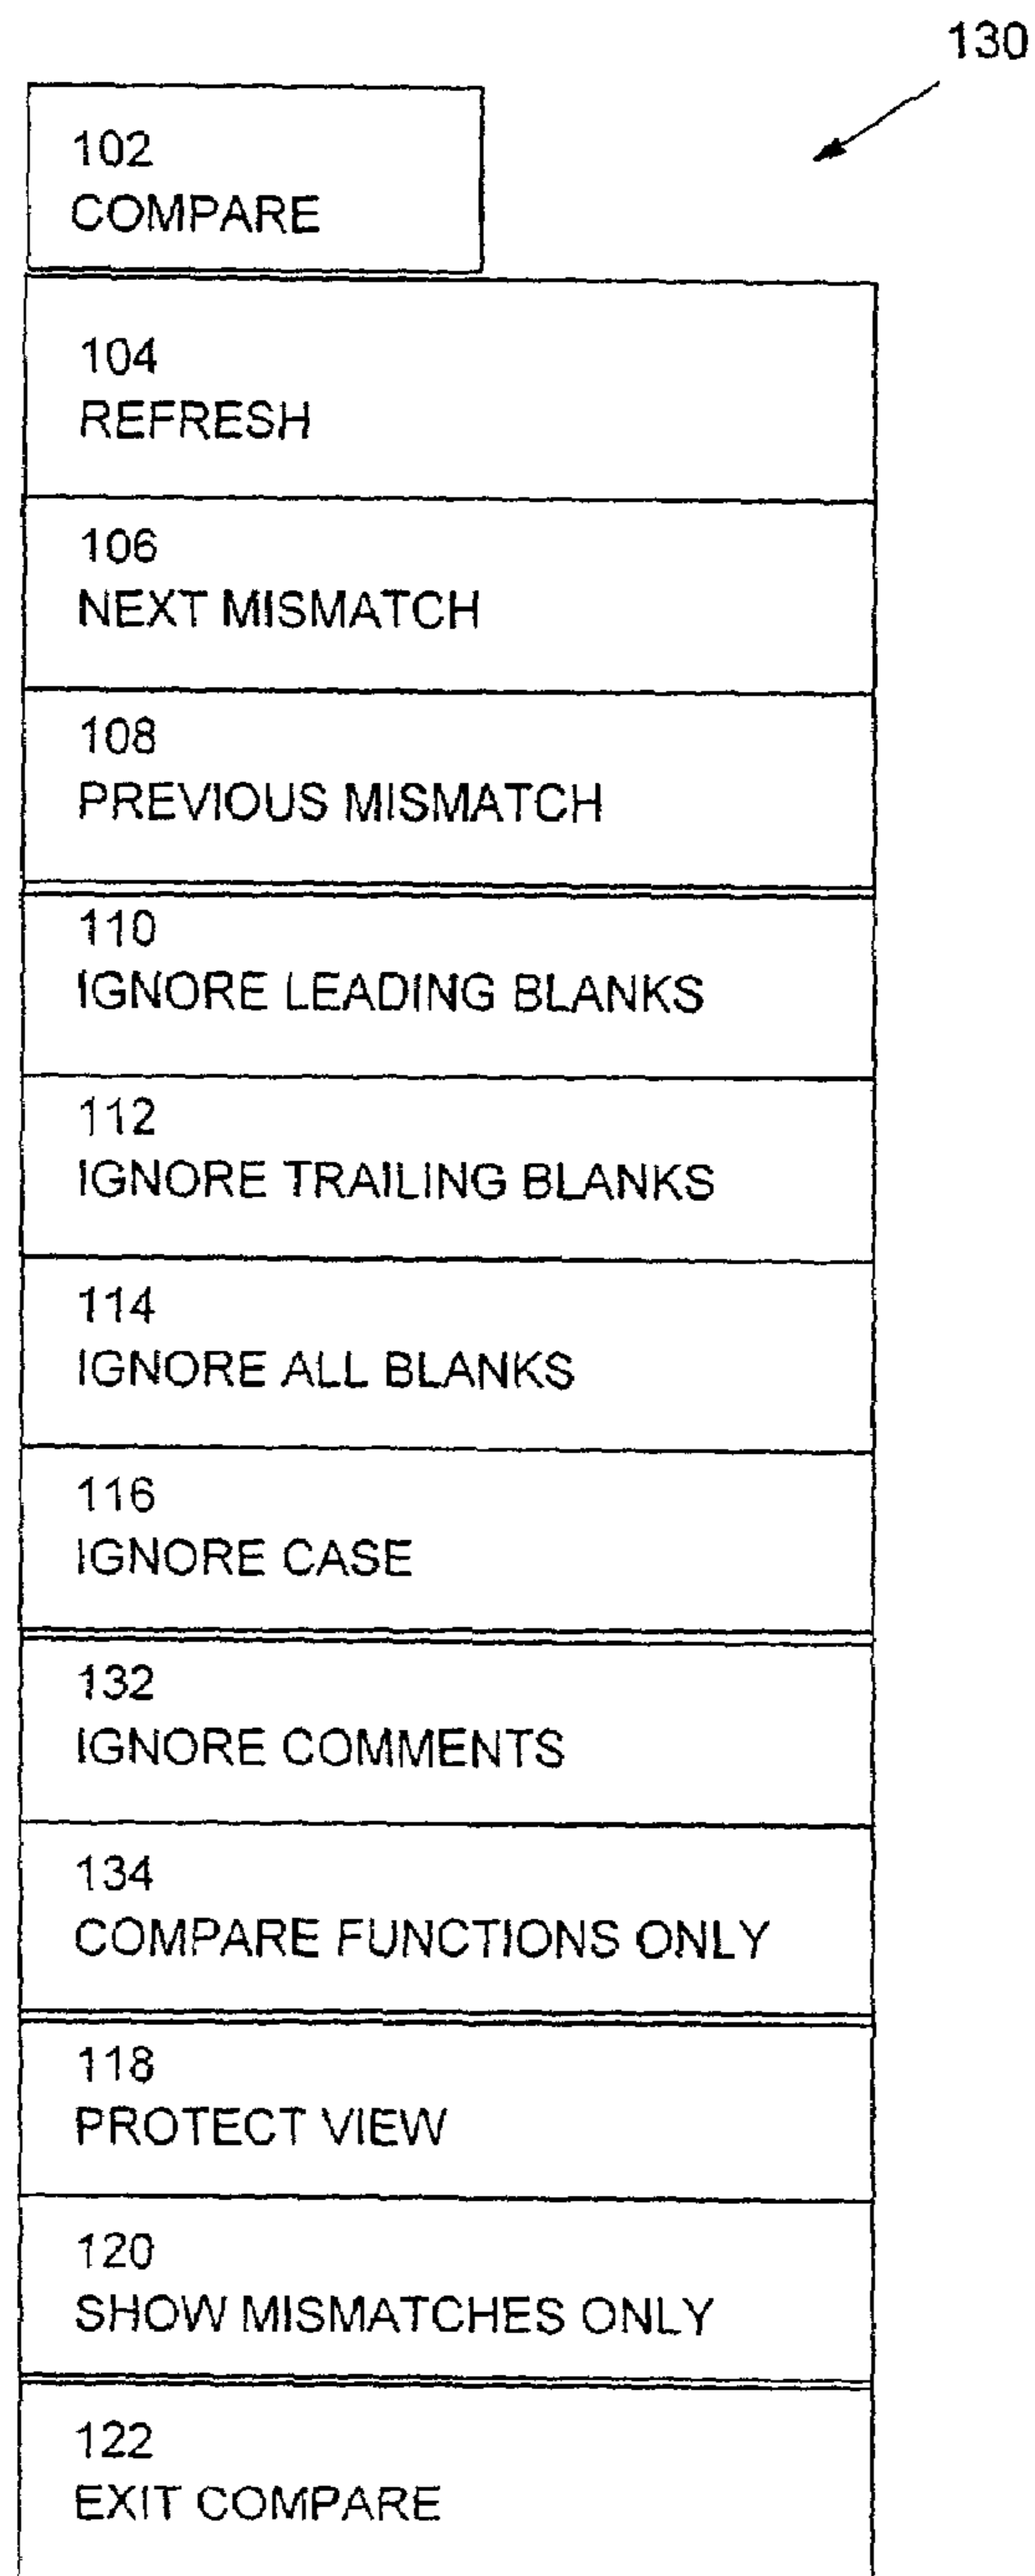 130
102
COMPARE
104
REFRESH
106
NEXT MISMATCH
108
PREVIOUS MISMATCH
110
IGNORE LEADING BLANKS
112
IGNORE TRAILING BLANKS
114
IGNORE ALL BLANKS
116
IGNORE CASE
132
IGNORE COMMENTS
134
COMPARE FUNCTIONS ONLY
118
PROTECT VIEW
120
SHOW MISMATCHES ONLY
122
EXIT COMPARE